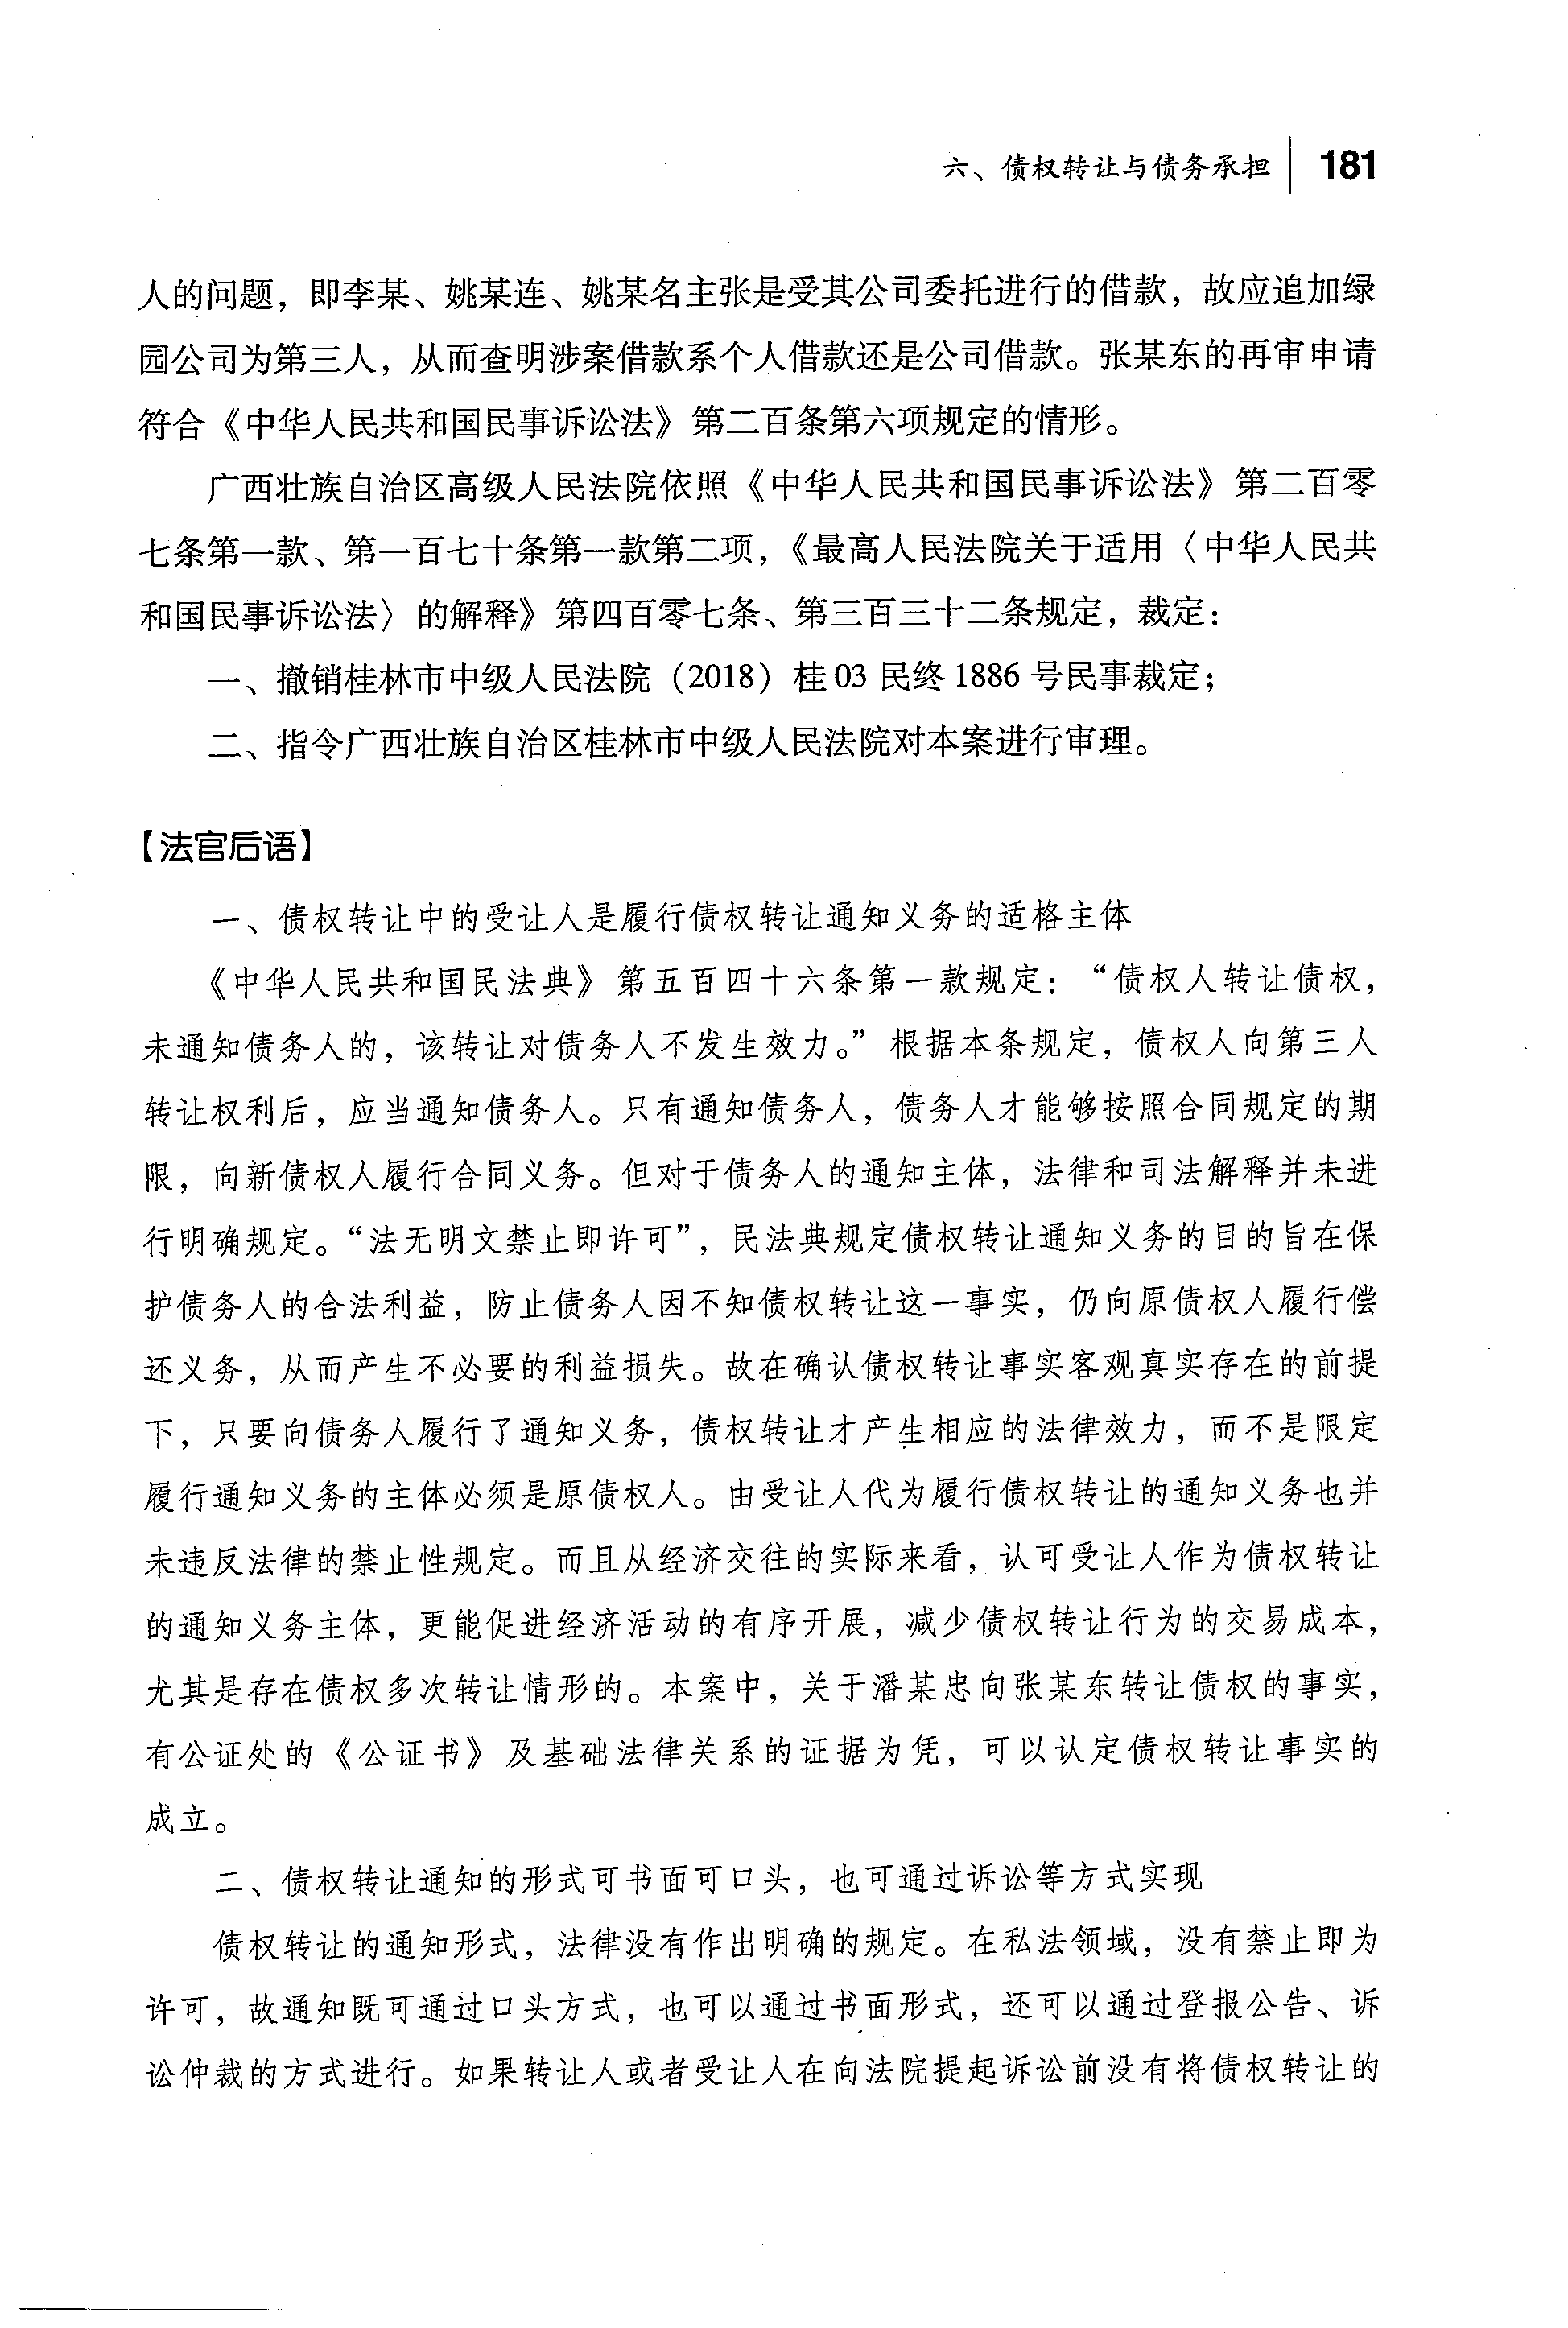 六、债权转让与债务承担 181
人的问题，即李某、姚某连、姚某名主张是受其公司委托进行的借款，故应追加绿
园公司为第三人，从而查明涉案借款系个人借款还是公司借款。张某东的再审申请
符合《中华人民共和国民事诉讼法》第二百条第六项规定的情形。
广西壮族自治区高级人民法院依照《中华人民共和国民事诉讼法》第二百零
七条第一款、第一百七十条第一款第二项，《最高人民法院关于适用〈中华人民共
和国民事诉讼法〉的解释》第四百零七条、第三百三十二条规定，裁定：
一、撤销桂林市中级人民法院（2018）桂 03 民终 1886 号民事裁定；
二、指令广西壮族自治区桂林市中级人民法院对本案进行审理。
【法官后语】
一、债权转让中的受让人是履行债权转让通知义务的适格主体
《中华人民共和国民法典》第五百四十六条第一款规定：“债权人转让债权，
未通知债务人的，该转让对债务人不发生效力。”根据本条规定，债权人向第三人
转让权利后，应当通知债务人。只有通知债务人，债务人才能够按照合同规定的期
限，向新债权人履行合同义务。但对于债务人的通知主体，法律和司法解释并未进
行明确规定。“法无明文禁止即许可”，民法典规定债权转让通知义务的目的旨在保
护债务人的合法利益，防止债务人因不知债权转让这一事实，仍向原债权人履行偿
还义务，从而产生不必要的利益损失。故在确认债权转让事实客观真实存在的前提
下，只要向债务人履行了通知义务，债权转让才产生相应的法律效力，而不是限定
履行通知义务的主体必须是原债权人。由受让人代为履行债权转让的通知义务也并
未违反法律的禁止性规定。而且从经济交往的实际来看，认可受让人作为债权转让
的通知义务主体，更能促进经济活动的有序开展，减少债权转让行为的交易成本，
尤其是存在债权多次转让情形的。本案中，关于潘某忠向张某东转让债权的事实，
有公证处的《公证书》及基础法律关系的证据为凭，可以认定债权转让事实的
成立。
二、债权转让通知的形式可书面可口头，也可通过诉讼等方式实现
债权转让的通知形式，法律没有作出明确的规定。在私法领域，没有禁止即为
许可，故通知既可通过口头方式，也可以通过书面形式，还可以通过登报公告、诉
讼仲裁的方式进行。如果转让人或者受让人在向法院提起诉讼前没有将债权转让的